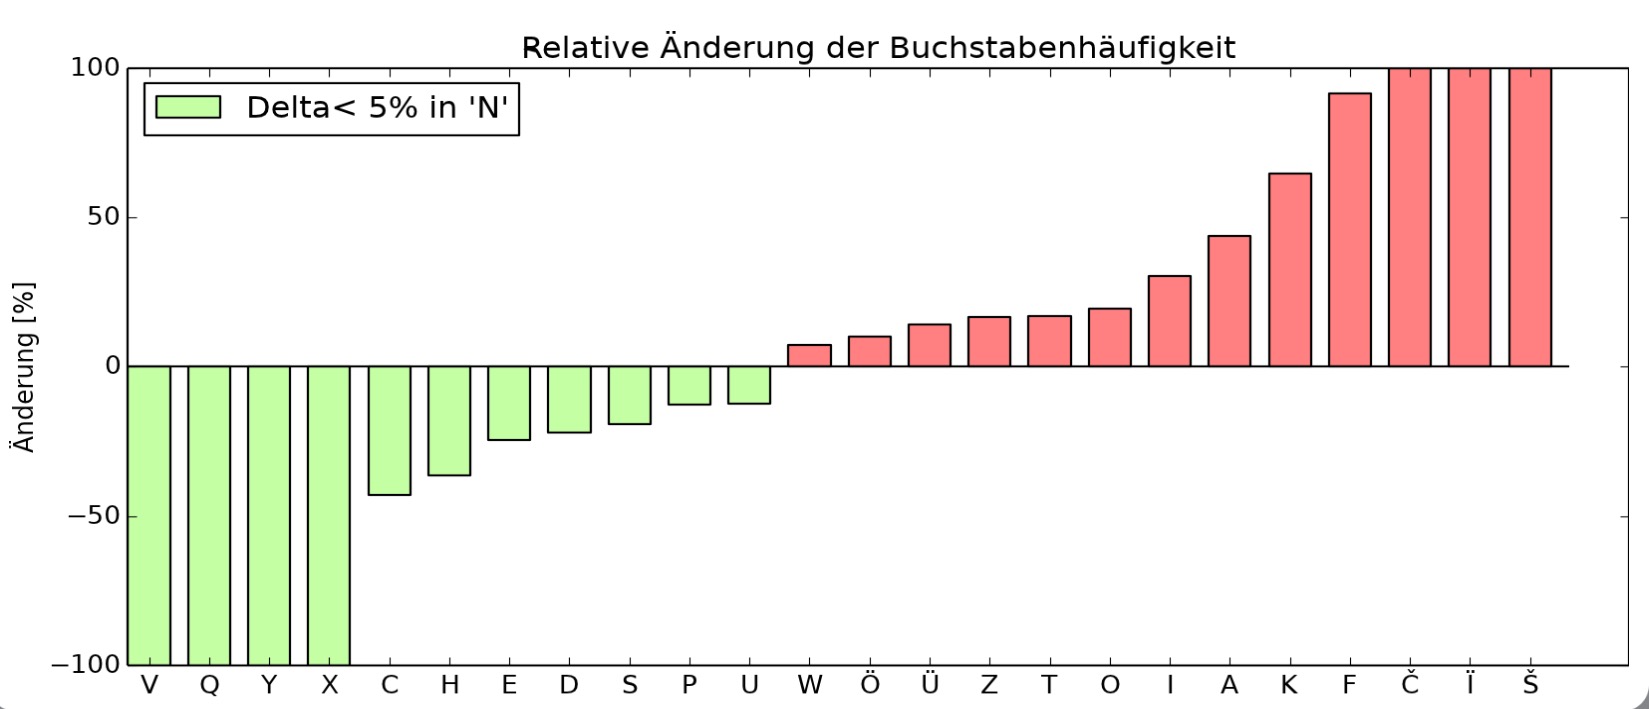 Relative Änderung der Buchstabenhäufigkeit
100
Delta< 5% in 'N'
50
Änderung [%]
0
−50
−100
V Q Y X C H E D S P U W Ö Ü Z T O I A K F Č Ï Š